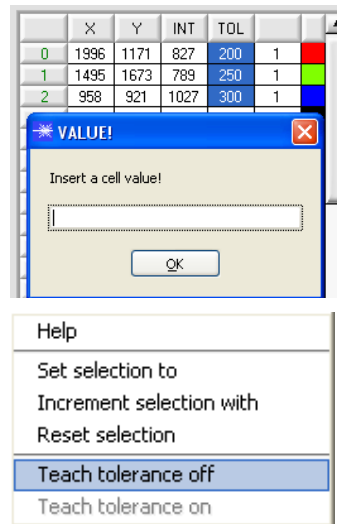 X Y INT TOL
0 1996 1171 827 200 1
1 1495 1673 789 250 1
2 958 921 1027 300 1
VALUE!
Insert a cell value!
OK
Help
Set selection to
Increment selection with
Reset selection
Teach tolerance off
Teach tolerance on